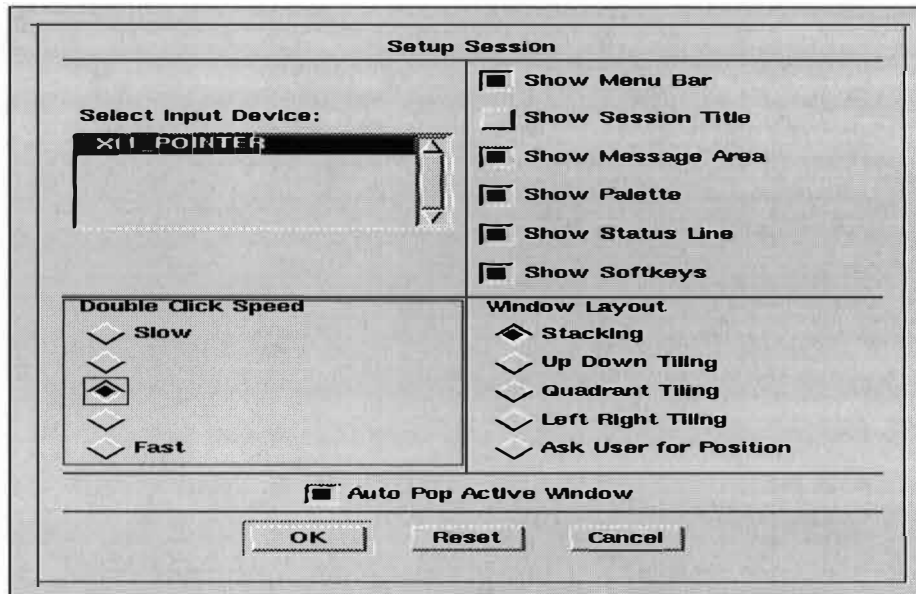 Setup Session
Select Input Device:
X11_POINTER
Show Menu Bar
Show Session Title
Show Message Area
Show Palette
Show Status Line
Show Softkeys
Double Click Speed
Slow
Fast
Window Layout
Stacking
Up Down Tiling
Quadrant Tiling
Left Right Tiling
Ask User for Position
Auto Pop Active Window
OK Reset Cancel